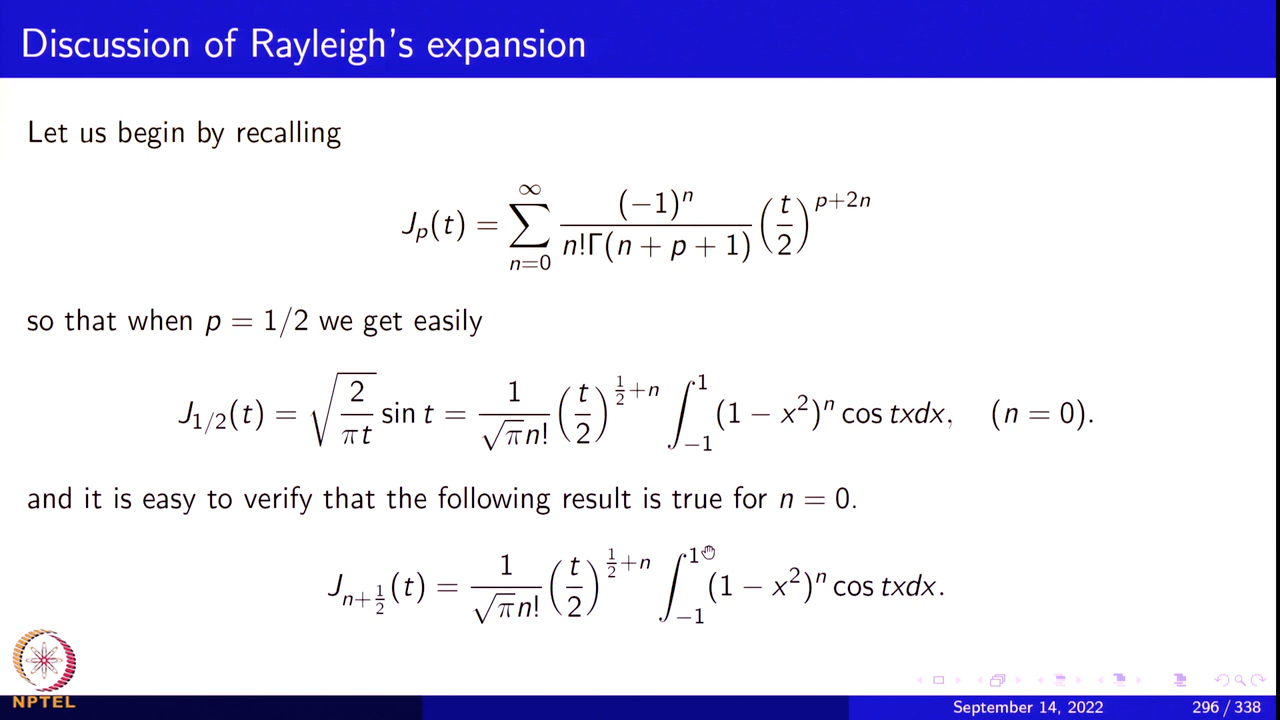 Discussion of Rayleigh's expansion
Let us begin by recalling
J_p(t) = \sum_{n=0}^{\infty} \frac{(-1)^n}{n!\Gamma(n + p + 1)} \left(\frac{t}{2}\right)^{p+2n}
so that when p = 1/2 we get easily
J_{1/2}(t) = \sqrt{\frac{2}{\pi t}} \sin t = \frac{1}{\sqrt{\pi}n!} \left(\frac{t}{2}\right)^{\frac{1}{2}+n} \int_{-1}^{1} (1 - x^2)^n \cos txdx, (n = 0).
and it is easy to verify that the following result is true for n = 0.
J_{n+\frac{1}{2}}(t) = \frac{1}{\sqrt{\pi}n!} \left(\frac{t}{2}\right)^{\frac{1}{2}+n} \int_{-1}^{1} (1 - x^2)^n \cos txdx.
NPTEL
September 14, 2022 296 / 338